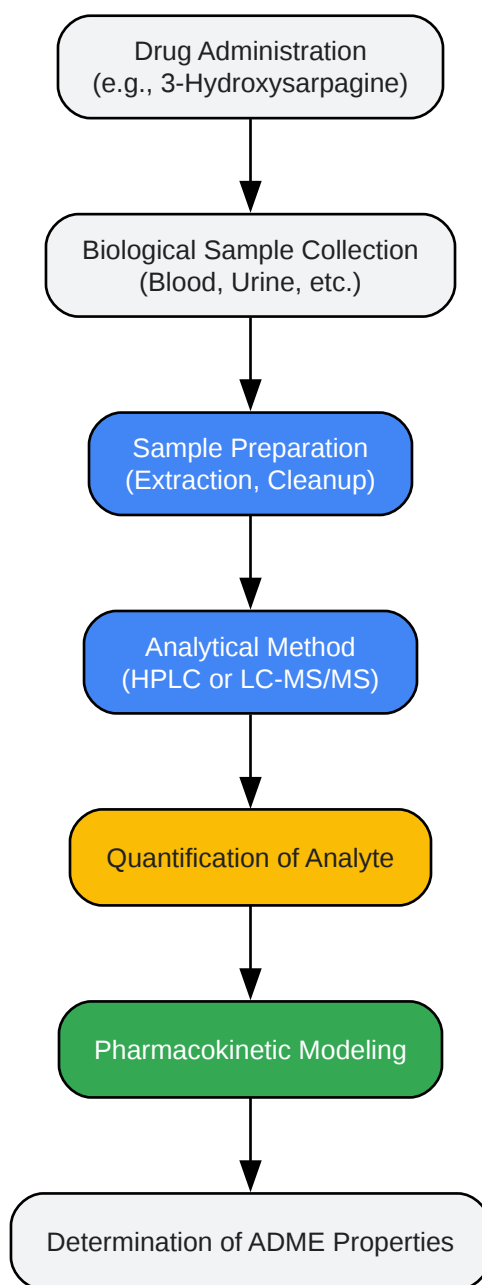 Drug Administration
(e.g., 3-Hydroxysarpagine)
Biological Sample Collection
(Blood, Urine, etc.)
Sample Preparation
(Extraction, Cleanup)
Analytical Method
(HPLC or LC-MS/MS)
Quantification of Analyte
Pharmacokinetic Modeling
Determination of ADME Properties